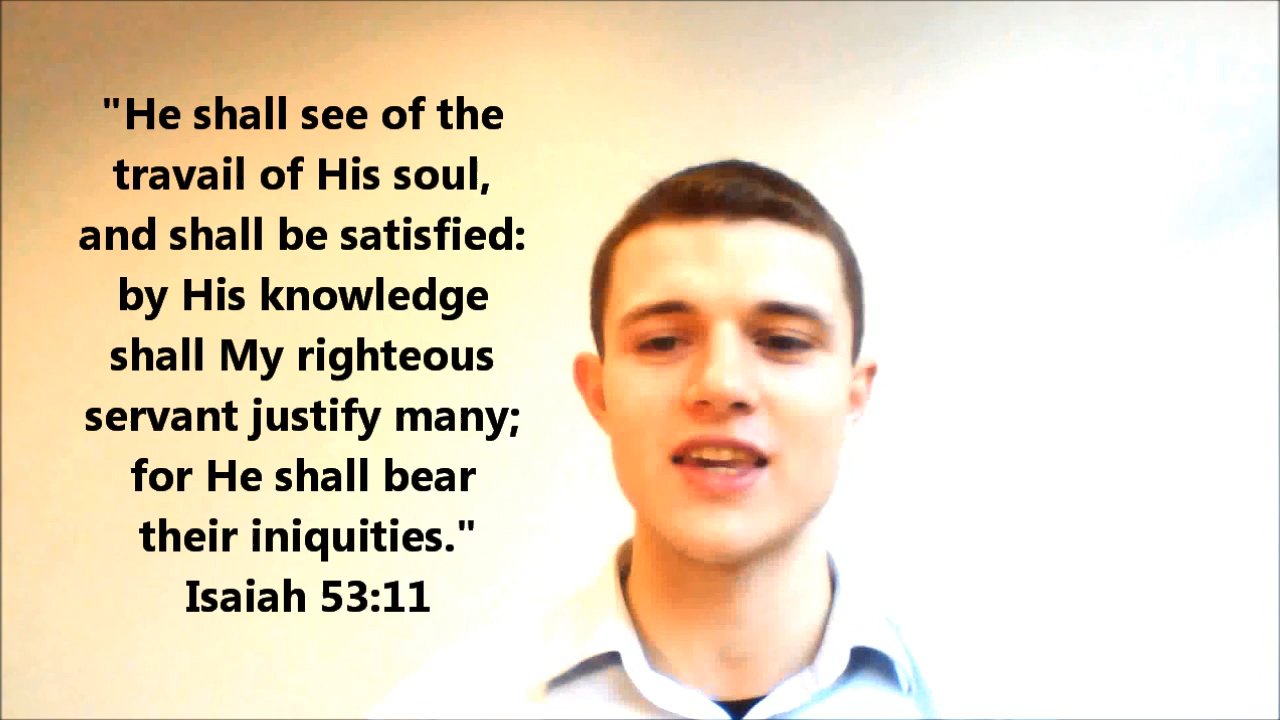 "He shall see of the
travail of His soul,
and shall be satisfied:
by His knowledge
shall My righteous
servant justify many;
for He shall bear
their iniquities."
Isaiah 53:11